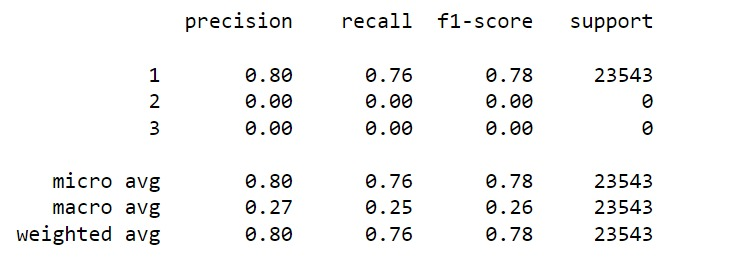 precision recall f1-score support
1 0.80 0.76 0.78 23543
2 0.00 0.00 0.00 0
3 0.00 0.00 0.00 0
micro avg 0.80 0.76 0.78 23543
macro avg 0.27 0.25 0.26 23543
weighted avg 0.80 0.76 0.78 23543